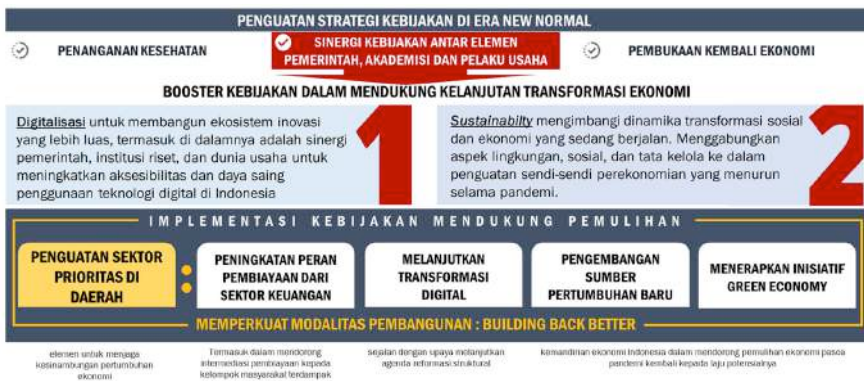 PENGUATAN STRATEGI KEBIJAKAN DI ERA NEW NORMAL
PENANGANAN KESEHATAN
SINERGI KEBIJAKAN ANTAR ELEMEN
PEMERINTAH, AKADEMISI DAN PELAKU USAHA
PEMBUKAAN KEMBALI EKONOMI
BOOSTER KEBIJAKAN DALAM MENDUKUNG KELANJUTAN TRANSFORMASI EKONOMI
Digitalisasi untuk membangun ekosistem inovasi
yang lebih luas, termasuk di dalamnya adalah sinergi
pemerintah, institusi riset, dan dunia usaha untuk
meningkatkan aksesibilitas dan daya saing
penggunaan teknologi digital di Indonesia
1
Sustainabilty mengimbangi dinamika transformasi sosial
dan ekonomi yang sedang berjalan. Menggabungkan
aspek lingkungan, sosial, dan tata kelola ke dalam
penguatan sendi-sendi perekonomian yang menurun
selama pandemi.
2
IMPLEMENTASI KEBIJAKAN MENDUKUNG PEMULIHAN
PENGUATAN SEKTOR
PRIORITAS DI
DAERAH
:
PENINGKATAN PERAN
PEMBIAYAAN DARI
SEKTOR KEUANGAN
MELANJUTKAN
TRANSFORMASI
DIGITAL
PENGEMBANGAN
SUMBER
PERTUMBUHAN BARU
MENERAPKAN INISIATIF
GREEN ECONOMY
MEMPERKUAT MODALITAS PEMBANGUNAN : BUILDING BACK BETTER
elemen untuk menjaga
kesinambungan pertumbuhan
ekonomi
Termasuk dalam mendorong
intermediasi pembiayaan kepada
kelompok masyarakat terdampak
sejalan dengan upaya melanjutkan
agenda reformasi struktural
kemandirian ekonomi Indonesia dalam mendorong pemulihan ekonomi pasca
pandemi kembali kepada laju potensialnya